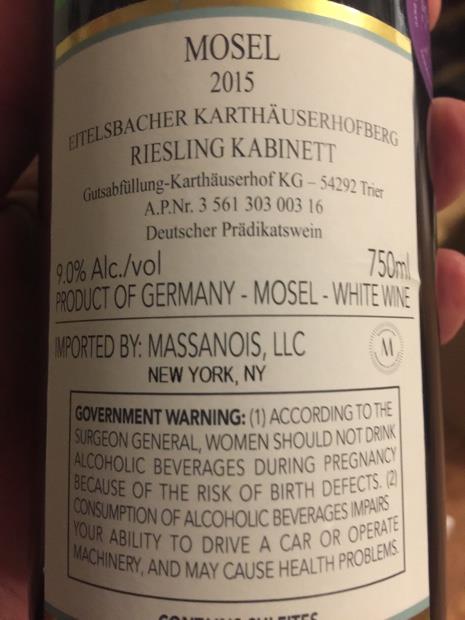 MOSEL
2015
EITELSBACHER KARTHÄUSERHOFBERG
RIESLING KABINETT
Gutsabfüllung-Karthäuserhof KG – 54292 Trier
A.P.Nr. 3 561 303 003 16
Deutscher Prädikatswein
9.0% Alc./vol 750ml
PRODUCT OF GERMANY - MOSEL - WHITE WINE
IMPORTED BY: MASSANOIS, LLC
M
NEW YORK, NY
GOVERNMENT WARNING: (1) ACCORDING TO THE
SURGEON GENERAL, WOMEN SHOULD NOT DRINK
ALCOHOLIC BEVERAGES DURING PREGNANCY
BECAUSE OF THE RISK OF BIRTH DEFECTS. (2)
CONSUMPTION OF ALCOHOLIC BEVERAGES IMPAIRS
YOUR ABILITY TO DRIVE A CAR OR OPERATE
MACHINERY, AND MAY CAUSE HEALTH PROBLEMS.
CONTAINS SULFITES